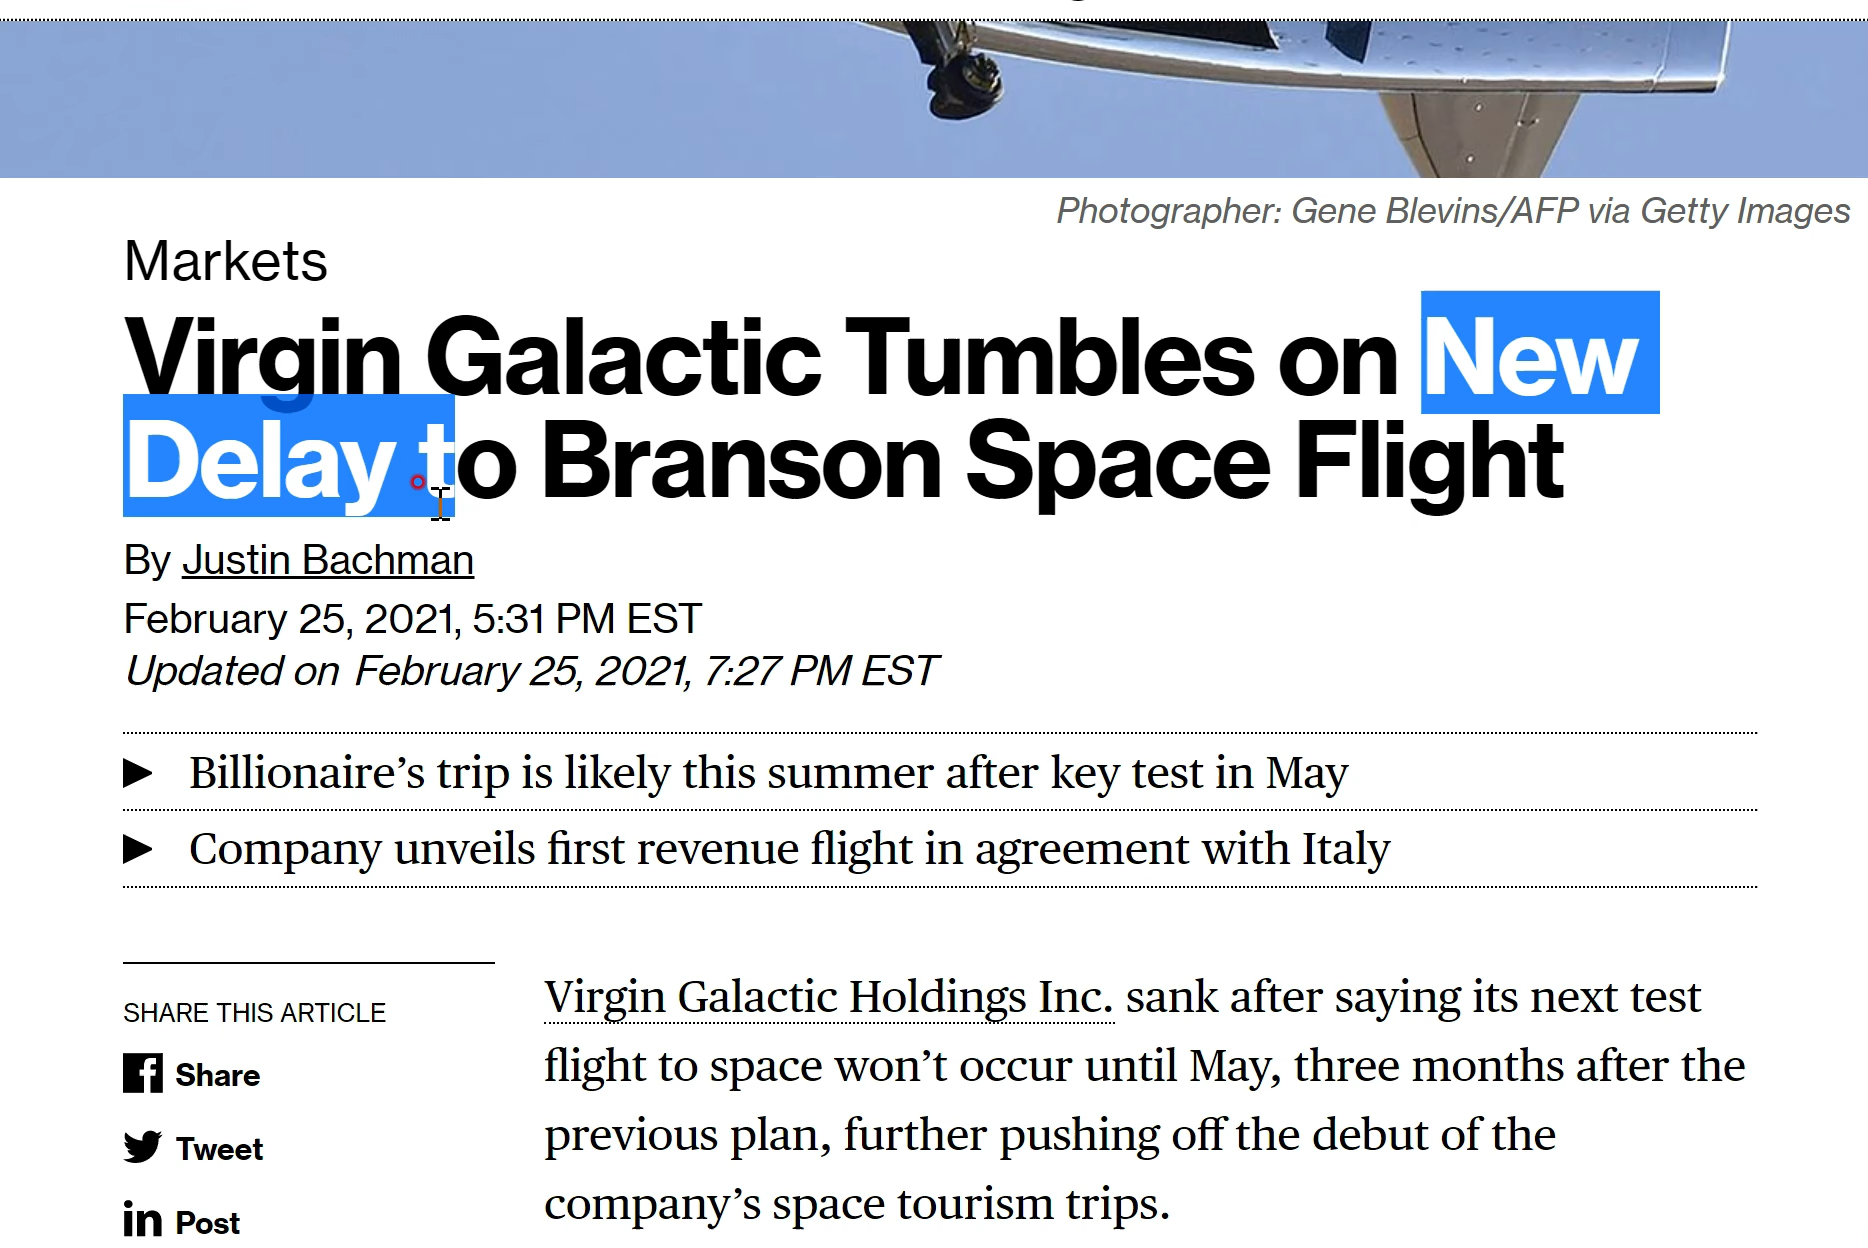 Photographer: Gene Blevins/AFP via Getty Images
Markets
Virgin Galactic Tumbles on New
Delay to Branson Space Flight
By Justin Bachman
February 25, 2021, 5:31 PM EST
Updated on February 25, 2021, 7:27 PM EST
Billionaire’s trip is likely this summer after key test in May
Company unveils first revenue flight in agreement with Italy
SHARE THIS ARTICLE
Share
Tweet
in Post
Virgin Galactic Holdings Inc. sank after saying its next test
flight to space won’t occur until May, three months after the
previous plan, further pushing off the debut of the
company’s space tourism trips.